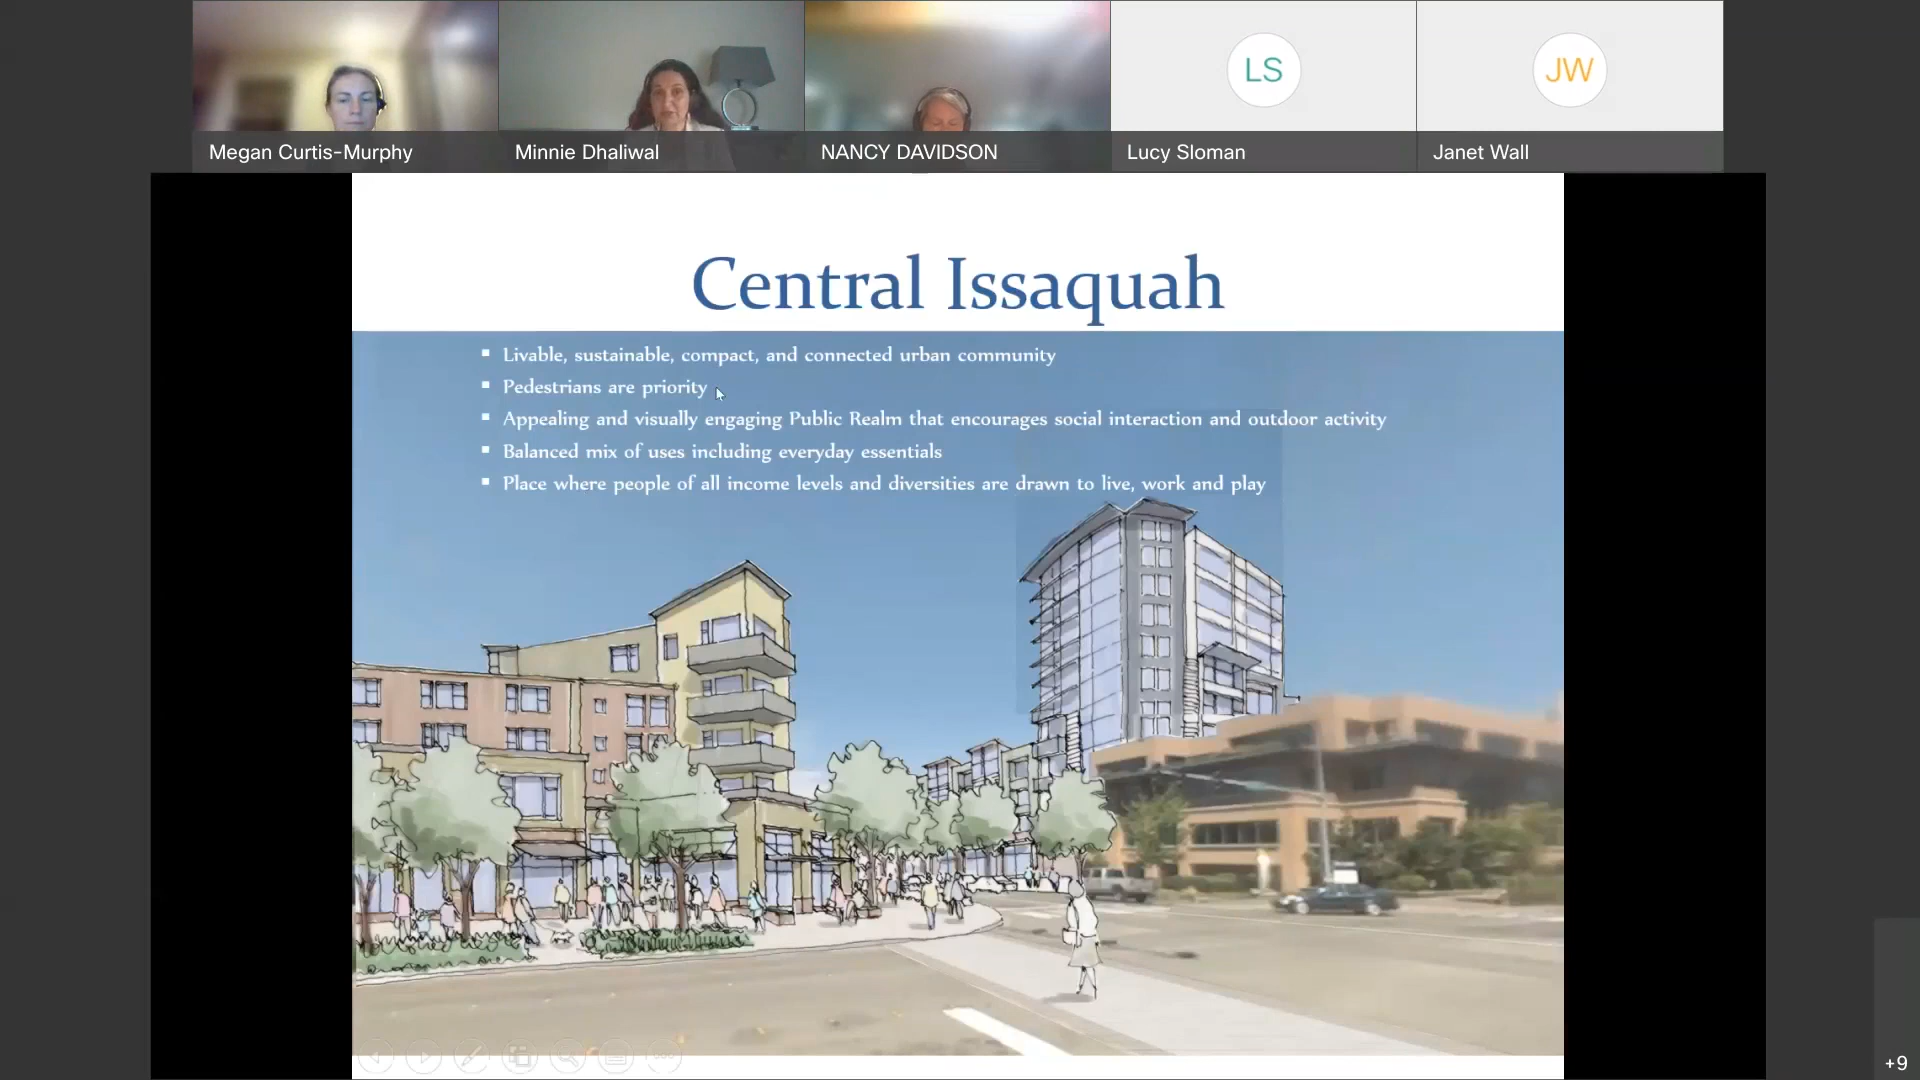 LS
JW
Megan Curtis-Murphy
Minnie Dhaliwal
NANCY DAVIDSON
Lucy Sloman
Janet Wall
Central Issaquah
▪ Livable, sustainable, compact, and connected urban community
▪ Pedestrians are priority
▪ Appealing and visually engaging Public Realm that encourages social interaction and outdoor activity
▪ Balanced mix of uses including everyday essentials
▪ Place where people of all income levels and diversities are drawn to live, work and play
+9